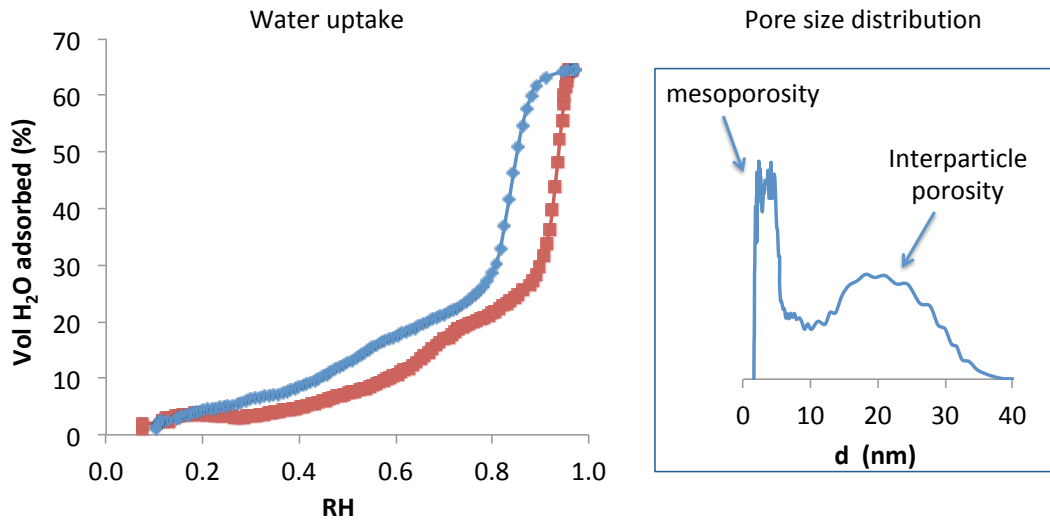 Water uptake
Vol H₂O adsorbed (%)
70
60
50
40
30
20
10
0
0.0 0.2 0.4 0.6 0.8 1.0
RH
Pore size distribution
mesoporosity
Interparticle
porosity
0 10 20 30 40
d (nm)